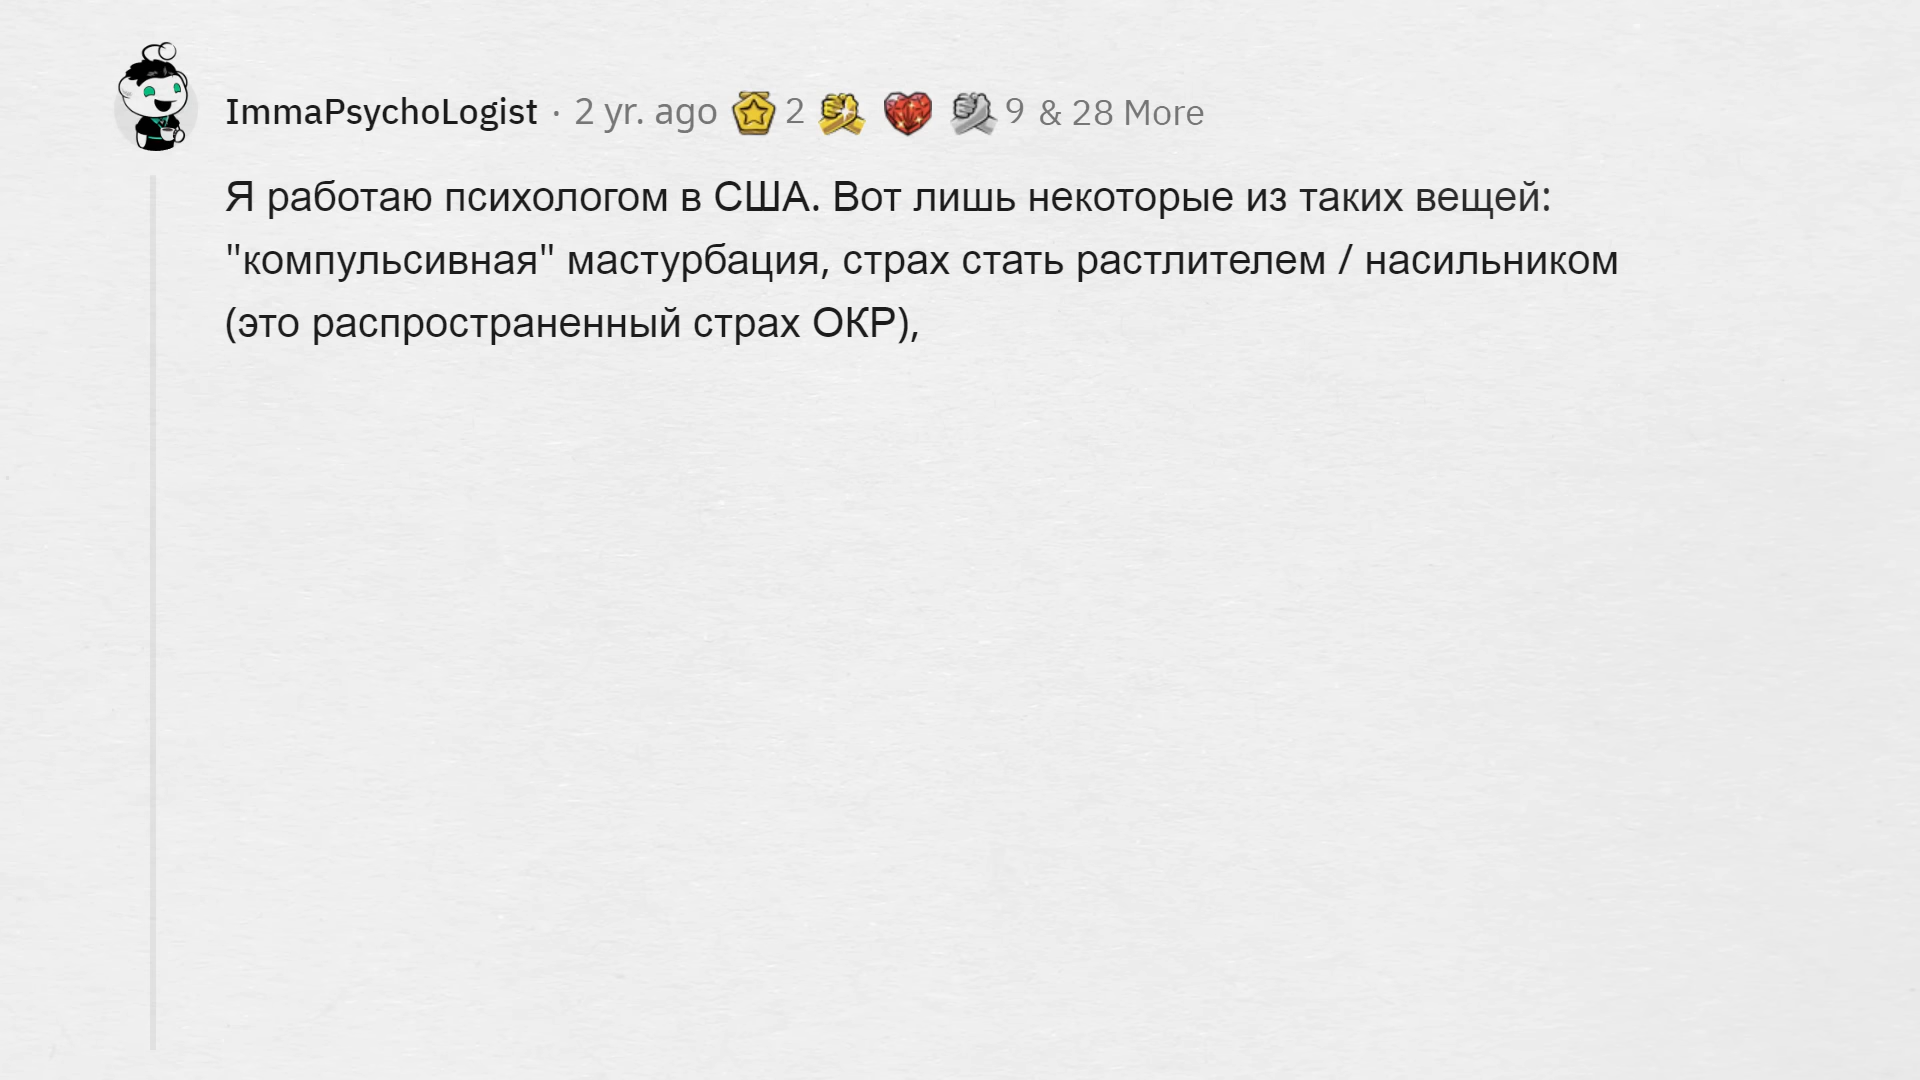 ImmaPsychoLogist · 2 yr. ago 2 9 & 28 More
Я работаю психологом в США. Вот лишь некоторые из таких вещей:
"компульсивная" мастурбация, страх стать растлителем / насильником
(это распространенный страх ОКР),